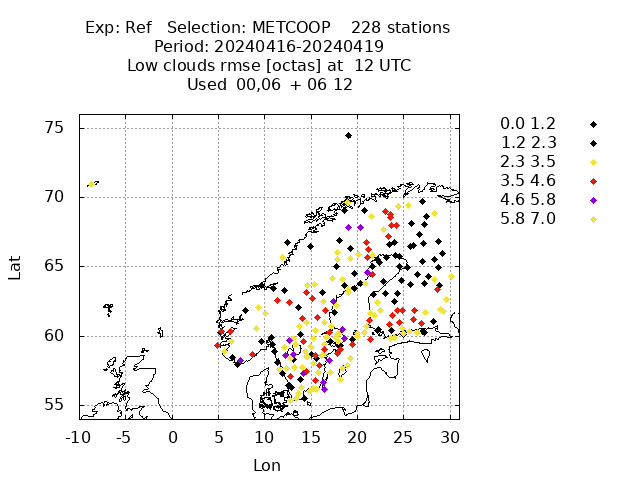 Exp: Ref   Selection: METCOOP    228 stations
Period: 20240416-20240419
Low clouds rmse [octas] at  12 UTC
Used  00,06  + 06 12
75
70
65
60
55
Lat
-10 -5 0 5 10 15 20 25 30
Lon
0.0 1.2
1.2 2.3
2.3 3.5
3.5 4.6
4.6 5.8
5.8 7.0